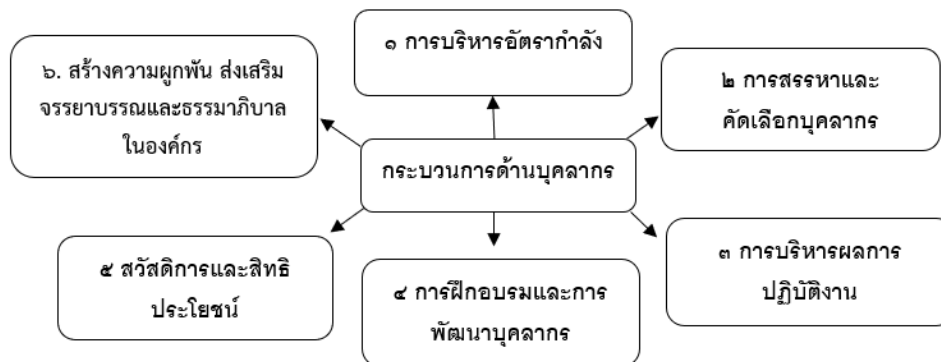 ๑ การบริหารอัตรากำลัง
๖. สร้างความผูกพัน ส่งเสริม
จรรยาบรรณและธรรมาภิบาล
ในองค์กร
๒ การสรรหาและ
คัดเลือกบุคลากร
กระบวนการด้านบุคลากร
๕ สวัสดิการและสิทธิ
ประโยชน์
๔ การฝึกอบรมและการ
พัฒนาบุคลากร
๓ การบริหารผลการ
ปฏิบัติงาน